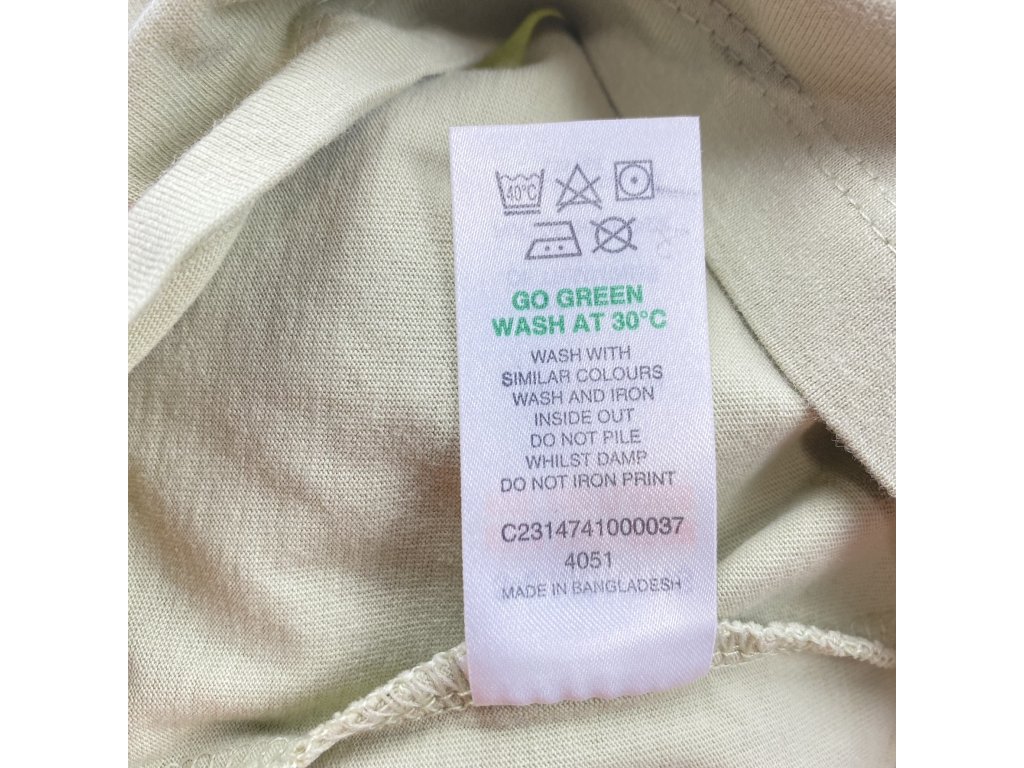 40°C
GO GREEN
WASH AT 30°C
WASH WITH
SIMILAR COLOURS
WASH AND IRON
INSIDE OUT
DO NOT PILE
WHILST DAMP
DO NOT IRON PRINT
C2314741000037
4051
MADE IN BANGLADESH